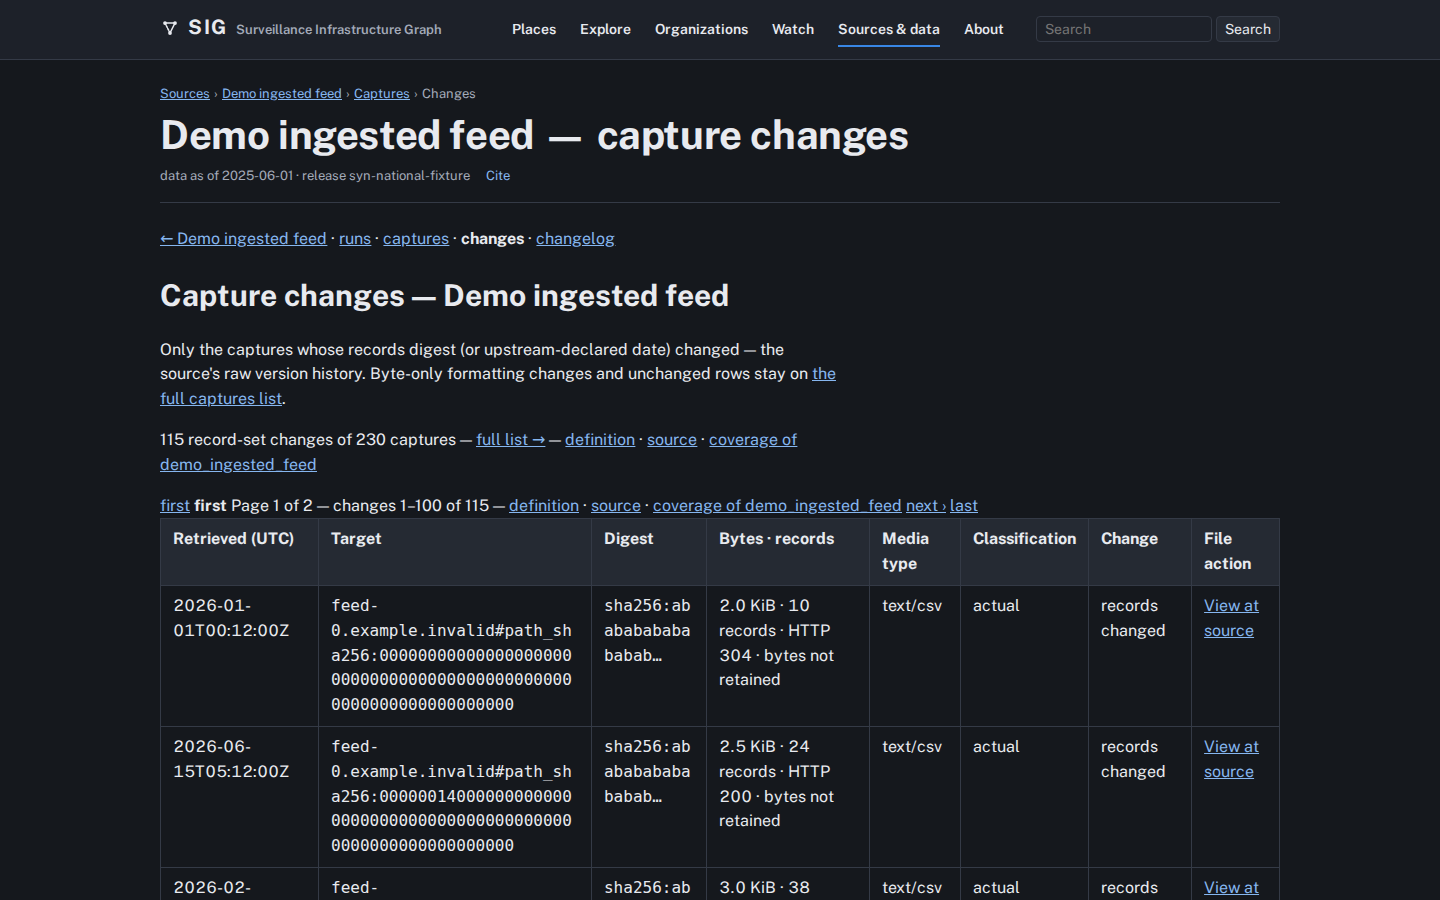 SIG Surveillance Infrastructure Graph Places Explore Organizations Watch Sources & data About Search Search
Sources › Demo ingested feed › Captures › Changes
Demo ingested feed — capture changes
data as of 2025-06-01 · release syn-national-fixture Cite
← Demo ingested feed · runs · captures · changes · changelog
Capture changes — Demo ingested feed
Only the captures whose records digest (or upstream-declared date) changed — the
source's raw version history. Byte-only formatting changes and unchanged rows stay on the
full captures list.
115 record-set changes of 230 captures — full list → — definition · source · coverage of
demo_ingested_feed
first first Page 1 of 2 — changes 1–100 of 115 — definition · source · coverage of demo_ingested_feed next › last
Retrieved (UTC) Target Digest Bytes · records Media type Classification Change File action
2026-01-
01T00:12:00Z
feed-
0.example.invalid#path_sh
a256:00000000000000000000
0000000000000000000000000
0000000000000000000
sha256:ab
abababababa
babab…
2.0 KiB · 10
records · HTTP
304 · bytes not
retained
text/csv
actual
records
changed
View at
source
2026-06-
15T05:12:00Z
feed-
0.example.invalid#path_sh
a256:00000014000000000000
0000000000000000000000000
0000000000000000000
sha256:ab
abababababa
babab…
2.5 KiB · 24
records · HTTP
200 · bytes not
retained
text/csv
actual
records
changed
View at
source
2026-02-
feed-
sha256:ab
3.0 KiB · 38
text/csv
actual
records
View at